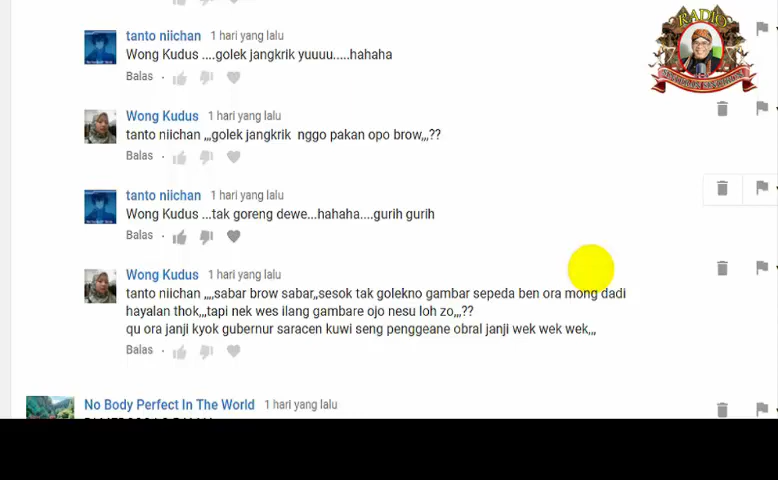 RADIO
tanto niichan 1 hari yang lalu
Wong Kudus ....golek jangkrik yuuuu.....hahaha
Balas
Wong Kudus 1 hari yang lalu
tanto niichan ,,,golek jangkrik nggo pakan opo brow,,,??
Balas
tanto niichan 1 hari yang lalu
Wong Kudus ...tak goreng dewe...hahaha....gurih gurih
Balas
Wong Kudus 1 hari yang lalu
tanto niichan ,,,,sabar brow sabar,,sesok tak golekno gambar sepeda ben ora mong dadi
hayalan thok,,,tapi nek wes ilang gambare ojo nesu loh zo,,,??
qu ora janji kyok gubernur saracen kuwi seng penggeane obral janji wek wek wek,,,
Balas
No Body Perfect In The World 1 hari yang lalu